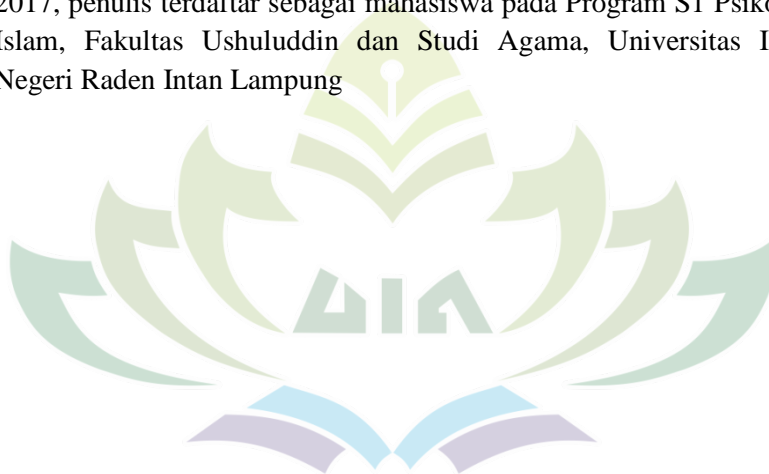 2017, penulis terdaftar sebagai mahasiswa pada Program S1
Islam, Fakultas Ushuluddin dan Studi Agama, Universitas
Negeri Raden Intan Lampung
UIN